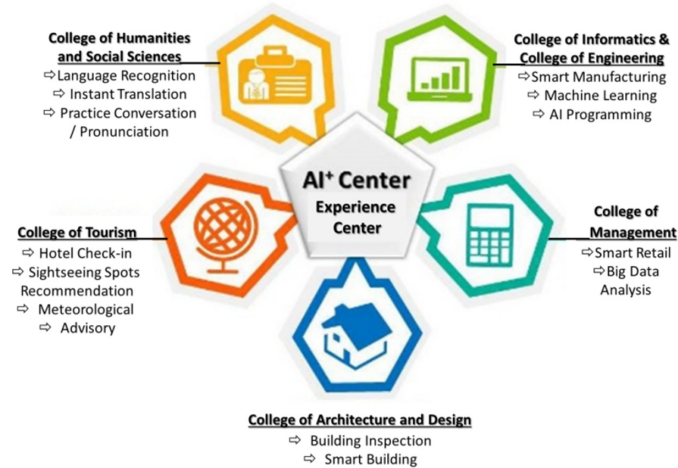 College of Humanities
and Social Sciences
⇨Language Recognition
⇨ Instant Translation
⇨ Practice Conversation
/ Pronunciation
College of Informatics &
College of Engineering
⇨Smart Manufacturing
⇨ Machine Learning
⇨ AI Programming
AI⁺ Center
Experience
Center
College of Tourism
⇨ Hotel Check-in
⇨ Sightseeing Spots
Recommendation
⇨ Meteorological
⇨ Advisory
College of
Management
⇨Smart Retail
⇨Big Data
Analysis
College of Architecture and Design
⇨ Building Inspection
⇨ Smart Building